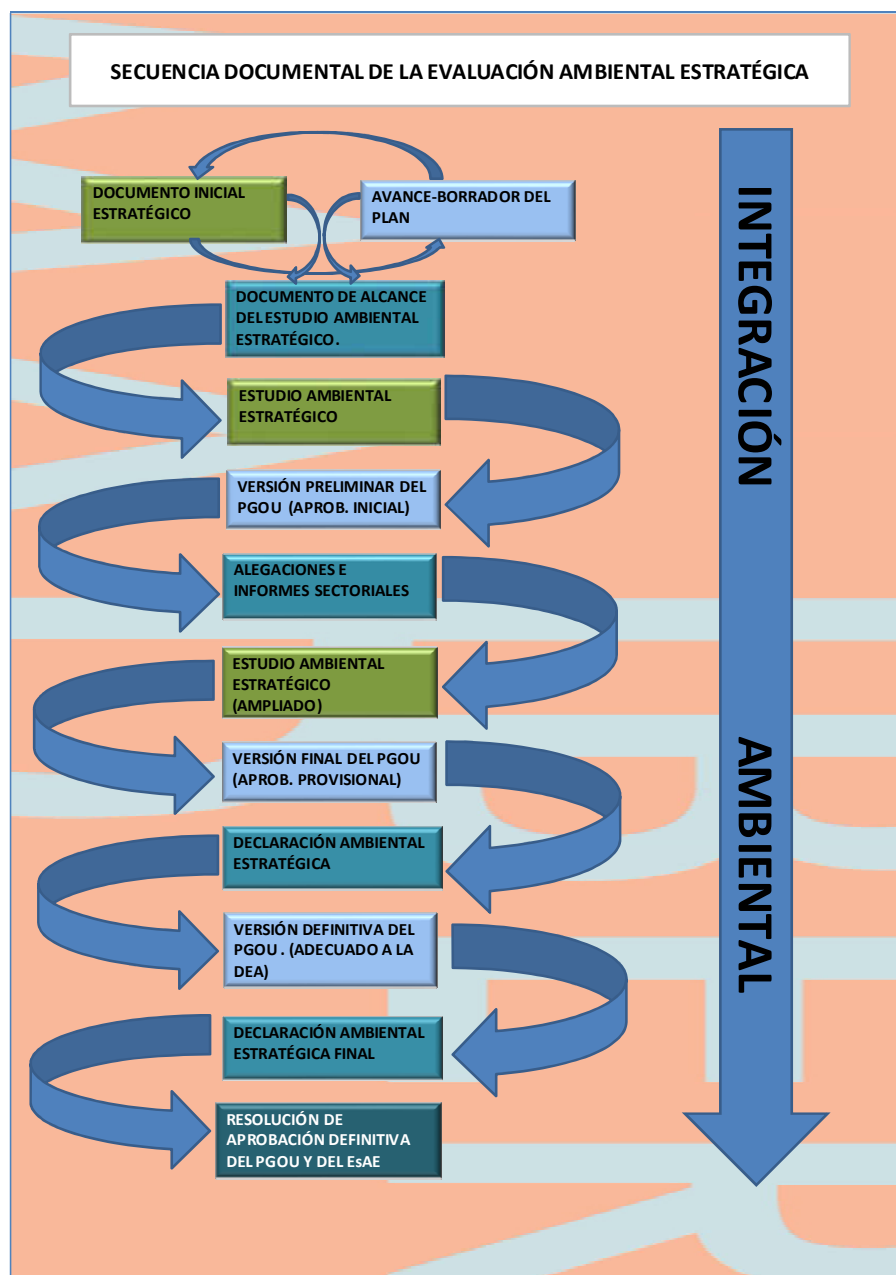 SECUENCIA DOCUMENTAL DE LA EVALUACIÓN AMBIENTAL ESTRATÉGICA
DOCUMENTO INICIAL
ESTRATÉGICO
AVANCE-BORRADOR DEL
PLAN
DOCUMENTO DE ALCANCE
DEL ESTUDIO AMBIENTAL
ESTRATÉGICO.
ESTUDIO AMBIENTAL
ESTRATÉGICO
VERSIÓN PRELIMINAR DEL
PGOU (APROB. INICIAL)
ALEGACIONES E
INFORMES SECTORIALES
ESTUDIO AMBIENTAL
ESTRATÉGICO
(AMPLIADO)
VERSIÓN FINAL DEL PGOU
(APROB. PROVISIONAL)
DECLARACIÓN AMBIENTAL
ESTRATÉGICA
VERSIÓN DEFINITIVA DEL
PGOU . (ADECUADO A LA
DEA)
DECLARACIÓN AMBIENTAL
ESTRATÉGICA FINAL
RESOLUCIÓN DE
APROBACIÓN DEFINITIVA
DEL PGOU Y DEL EsAE
INTEGRACIÓN AMBIENTAL